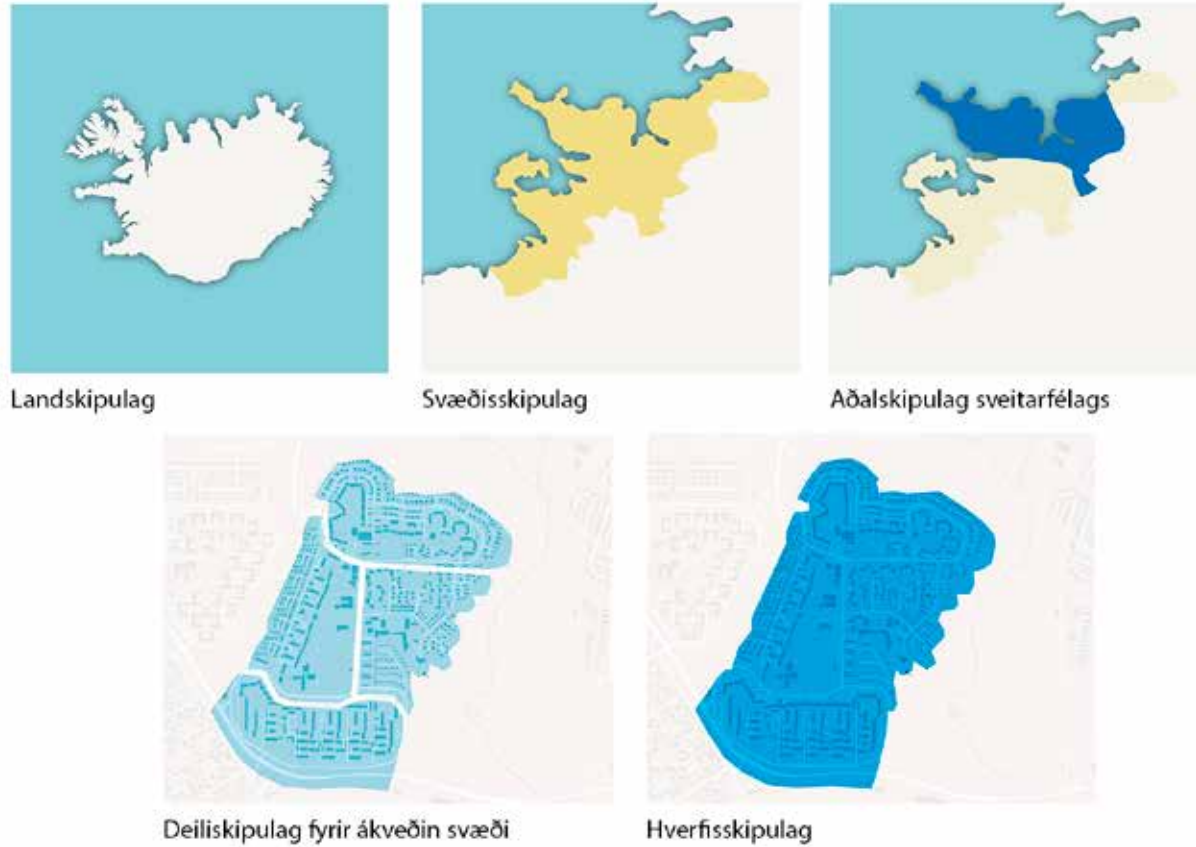 Landskipulag
Svæðisskipulag
Aðalskipulag sveitarfélags
Deiliskipulag fyrir ákveðin svæði
Hverfisskipulag